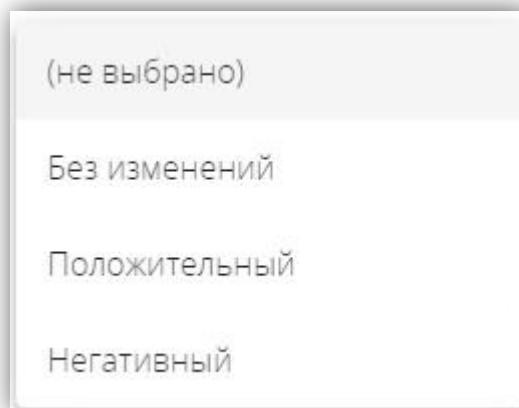 (не выбрано)
Без изменений
Положительный
Негативный